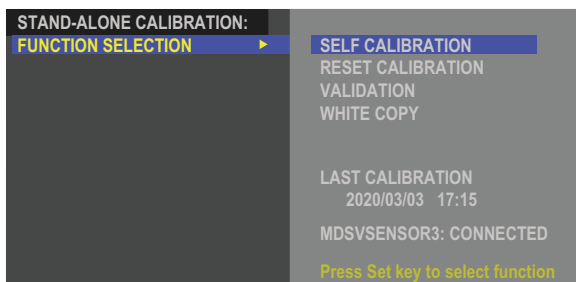 STAND-ALONE CALIBRATION:
FUNCTION SELECTION
SELF CALIBRATION
RESET CALIBRATION
VALIDATION
WHITE COPY
LAST CALIBRATION
2020/03/03 17:15
MDSVSENSOR3: CONNECTED
Press Set key to select function